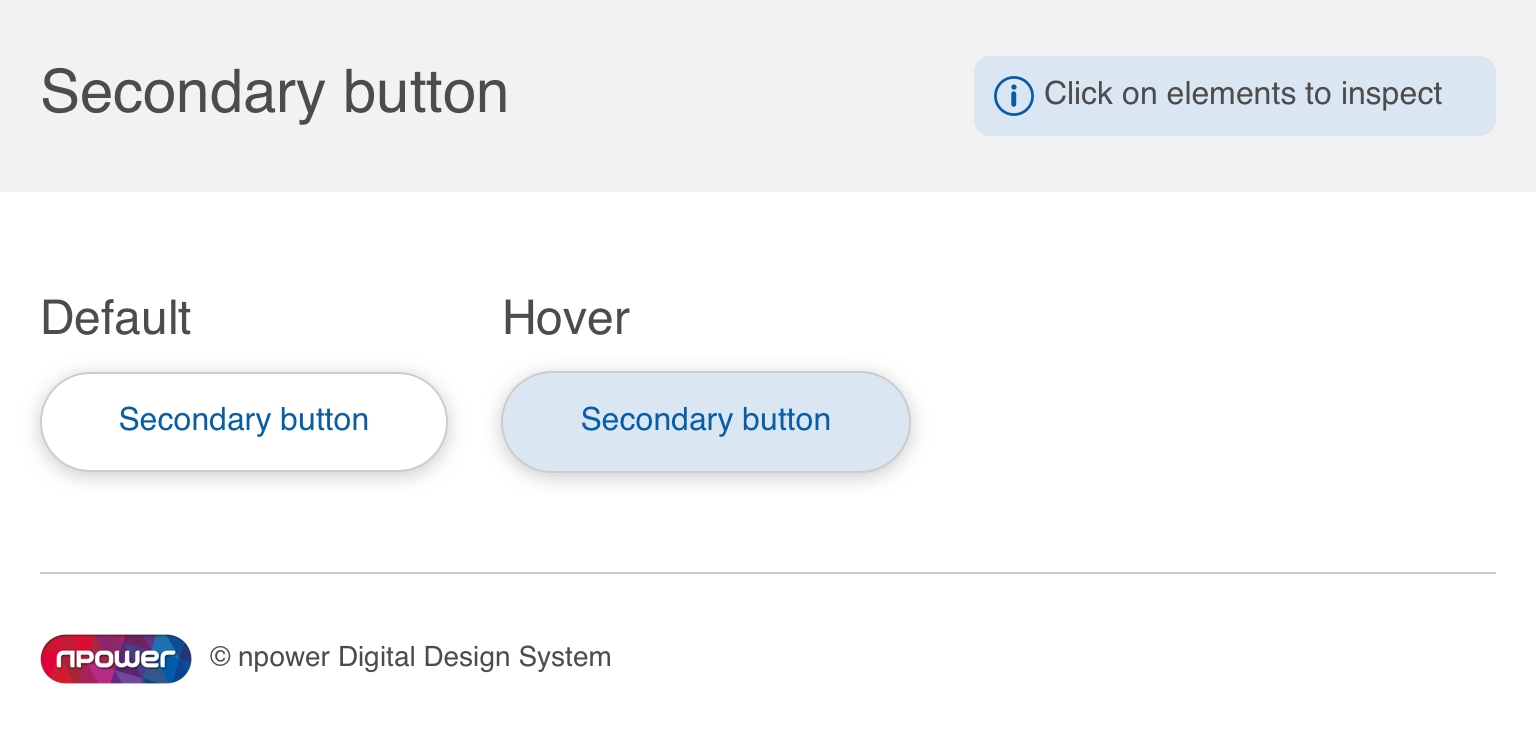 Secondary button
Click on elements to inspect
Default
Hover
Secondary button
Secondary button
npower
© npower Digital Design System